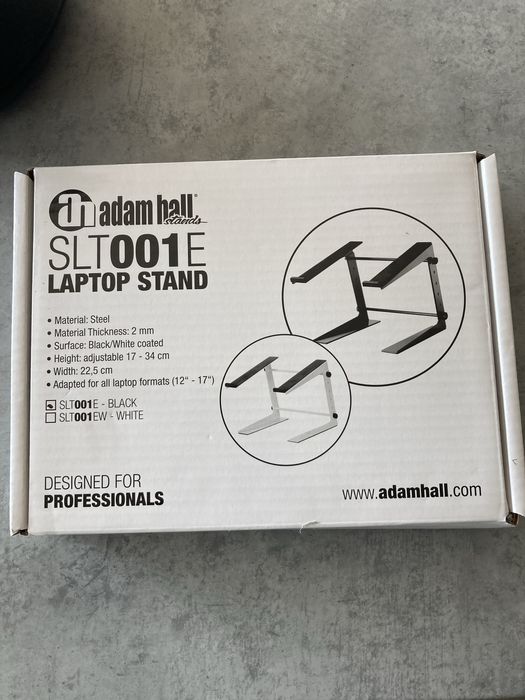 ah adam hall®
stands
SLT001E
LAPTOP STAND
• Material: Steel
• Material Thickness: 2 mm
• Surface: Black/White coated
• Height: adjustable 17 - 34 cm
• Width: 22,5 cm
• Adapted for all laptop formats (12" - 17")
SLT001E - BLACK
SLT001EW - WHITE
DESIGNED FOR
PROFESSIONALS
www.adamhall.com